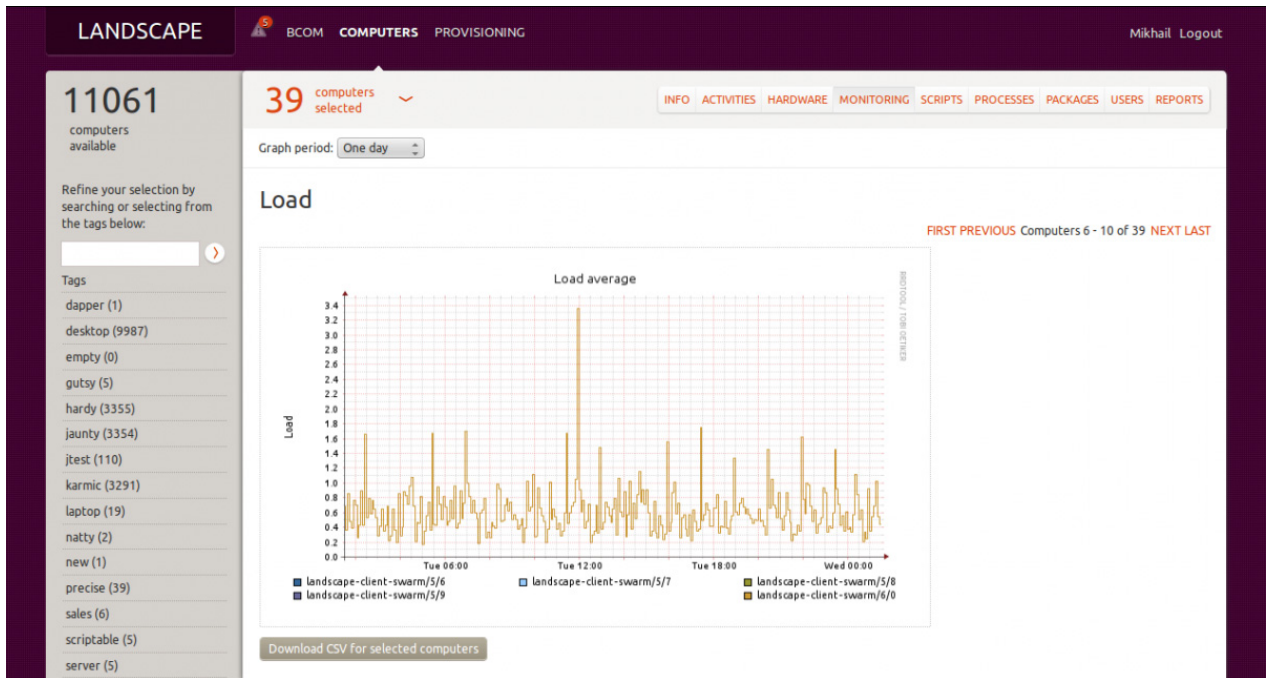 LANDSCAPE
5
BCOM COMPUTERS PROVISIONING
Mikhail Logout
11061
computers
available
Refine your selection by
searching or selecting from
the tags below:
Tags
dapper (1)
desktop (9987)
empty (0)
gutsy (5)
hardy (3355)
jaunty (3354)
jtest (110)
karmic (3291)
laptop (19)
natty (2)
new (1)
precise (39)
sales (6)
scriptable (5)
server (5)
39 computers
selected
INFO ACTIVITIES HARDWARE MONITORING SCRIPTS PROCESSES PACKAGES USERS REPORTS
Graph period: One day
Load
FIRST PREVIOUS Computers 6 - 10 of 39 NEXT LAST
Load average
RRDTOOL / TOBI OETIKER
Load
3.4
3.2
3.0
2.8
2.6
2.4
2.2
2.0
1.8
1.6
1.4
1.2
1.0
0.8
0.6
0.4
0.2
0.0
Tue 06:00 Tue 12:00 Tue 18:00 Wed 00:00
landscape-client-swarm/5/6 landscape-client-swarm/5/7 landscape-client-swarm/5/8
landscape-client-swarm/5/9 landscape-client-swarm/6/0
Download CSV for selected computers